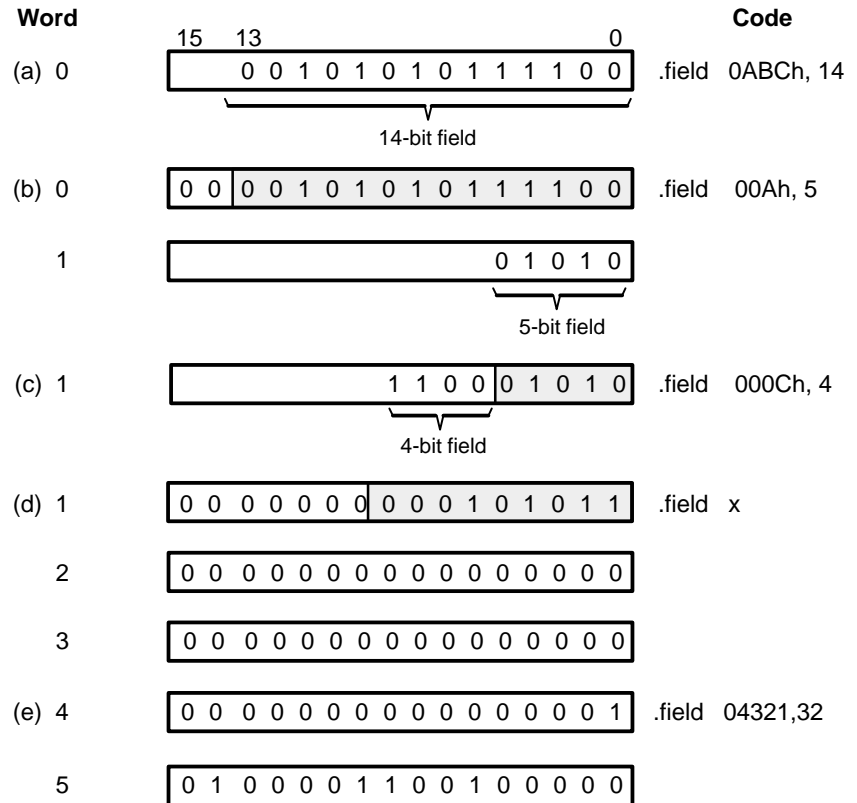 Word Code
15 13 0
(a) 0 0 0 1 0 1 0 1 0 1 1 1 1 0 0 .field 0ABCh, 14
14-bit field
(b) 0 0 0 0 0 1 0 1 0 1 0 1 1 1 1 0 0 .field 00Ah, 5
1 0 1 0 1 0
5-bit field
(c) 1 1 1 0 0 0 1 0 1 0 .field 000Ch, 4
4-bit field
(d) 1 0 0 0 0 0 0 0 0 0 0 1 0 1 0 1 1 .field x
2 0 0 0 0 0 0 0 0 0 0 0 0 0 0 0 0
3 0 0 0 0 0 0 0 0 0 0 0 0 0 0 0 0
(e) 4 0 0 0 0 0 0 0 0 0 0 0 0 0 0 0 1 .field 04321,32
5 0 1 0 0 0 0 1 1 0 0 1 0 0 0 0 0